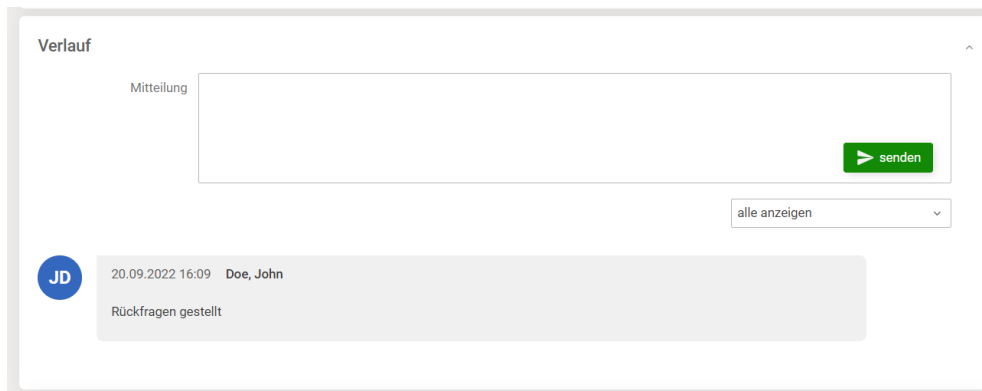 Verlauf
Mitteilung
senden
alle anzeigen
JD
20.09.2022 16:09 Doe, John
Rückfragen gestellt